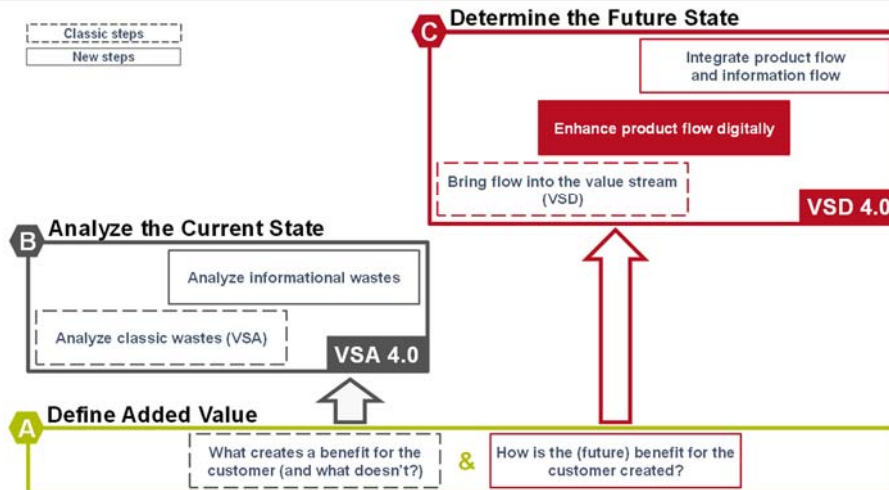 Classic steps
New steps
C
Determine the Future State
Integrate product flow
and information flow
Enhance product flow digitally
Bring flow into the value stream
(VSD)
VSD 4.0
B
Analyze the Current State
Analyze informational wastes
Analyze classic wastes (VSA)
VSA 4.0
A
Define Added Value
What creates a benefit for the
customer (and what doesn't?)
&
How is the (future) benefit for the
customer created?